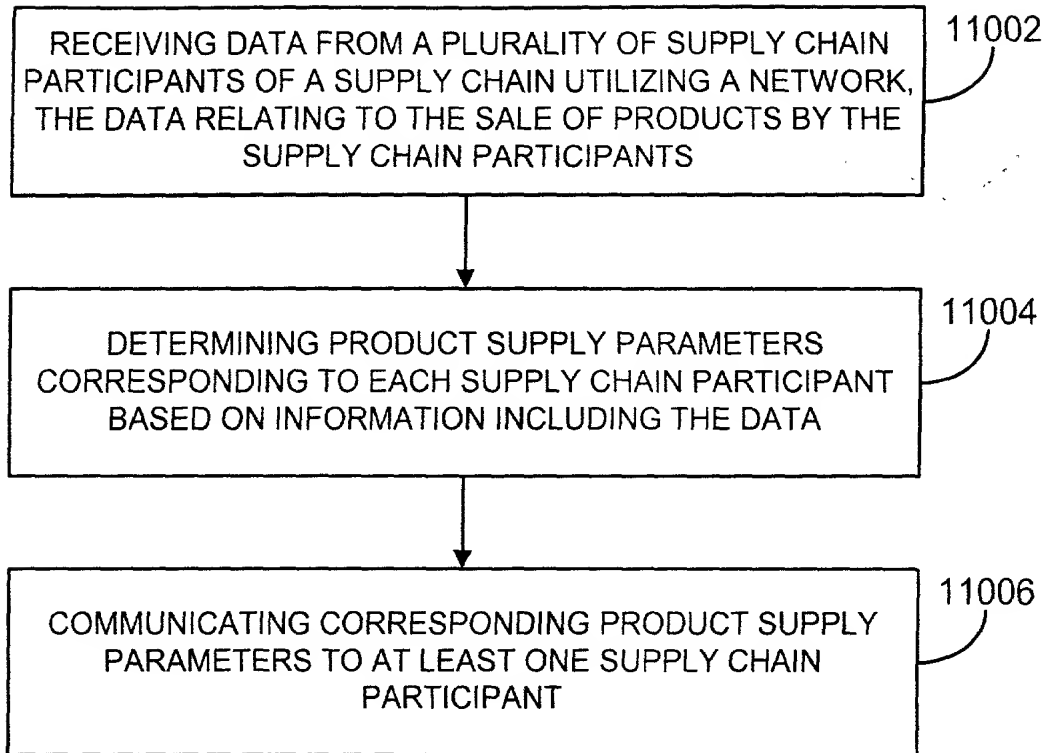 RECEIVING DATA FROM A PLURALITY OF SUPPLY CHAIN
PARTICIPANTS OF A SUPPLY CHAIN UTILIZING A NETWORK,
THE DATA RELATING TO THE SALE OF PRODUCTS BY THE
SUPPLY CHAIN PARTICIPANTS
11002
DETERMINING PRODUCT SUPPLY PARAMETERS
CORRESPONDING TO EACH SUPPLY CHAIN PARTICIPANT
BASED ON INFORMATION INCLUDING THE DATA
11004
COMMUNICATING CORRESPONDING PRODUCT SUPPLY
PARAMETERS TO AT LEAST ONE SUPPLY CHAIN
PARTICIPANT
11006